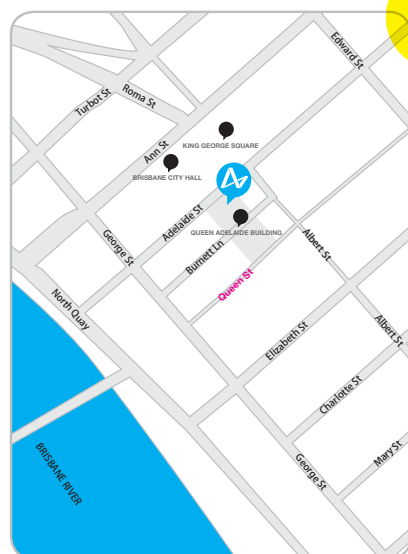 Edward St
Roma St
Turbot St
KING GEORGE SQUARE
Ann St
BRISBANE CITY HALL
Adelaide St
QUEEN ADELAIDE BUILDING
George St
Burnett Ln
Albert St
Queen St
North Quay
Elizabeth St
Albert St
Charlotte St
Mary St
George St
BRISBANE RIVER